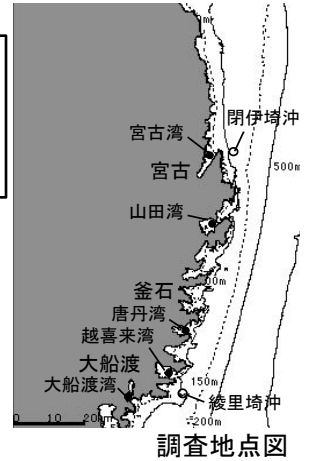 閉伊埼沖
宮古湾
宮古
500m
山田湾
釜石
00m
唐丹湾
越喜来湾
大船渡
大船渡湾
150m
綾里埼沖
0 10 20
200m
調査地点図